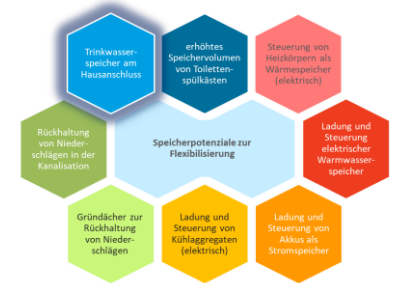 Trinkwasser-
speicher am
Hausanschluss
erhöhtes
Speichervolumen
von Toiletten-
spülkästen
Steuerung von
Heizkörpern als
Wärmespeicher
(elektrisch)
Rückhaltung
von Nieder-
schlägen in der
Kanalisation
Speicherpotenziale zur
Flexibilisierung
Ladung und
Steuerung
elektrischer
Warmwasser-
speicher
Gründächer zur
Rückhaltung
von Nieder-
schlägen
Ladung und
Steuerung von
Kühlaggregaten
(elektrisch)
Ladung und
Steuerung von
Akkus als
Stromspeicher